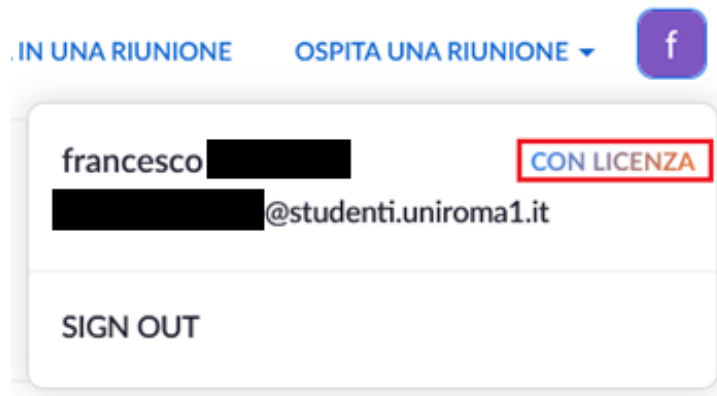 IN UNA RIUNIONE OSPITA UNA RIUNIONE f
francesco CON LICENZA
@studenti.uniroma1.it
SIGN OUT